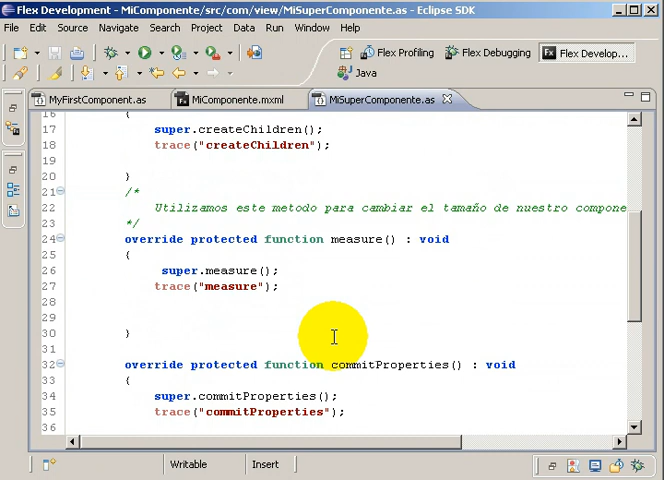 Flex Development - MiComponente/src/com/view/MiSuperComponente.as - Eclipse SDK
File Edit Source Navigate Search Project Data Run Window Help
Flex Profiling Flex Debugging Flex Develop...
Java
MyFirstComponent.as MiComponente.mxml MiSuperComponente.as
16 {
17 super.createChildren();
18 trace("createChildren");
19
20 }
21 /*
22 Utilizamos este metodo para cambiar el tamaño de nuestro compone
23 */
24 override protected function measure() : void
25 {
26 super.measure();
27 trace("measure");
28
29
30 }
31
32 override protected function commitProperties() : void
33 {
34 super.commitProperties();
35 trace("commitProperties");
36
Writable Insert